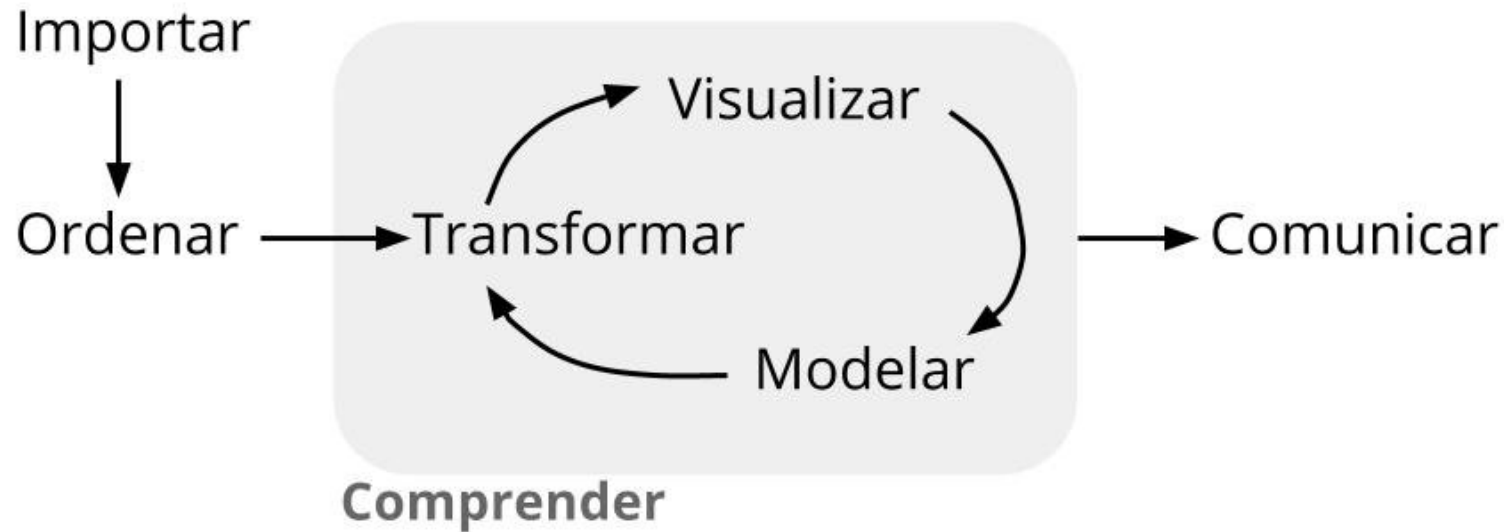 Importar
Visualizar
Ordenar
Transformar
Comunicar
Modelar
Comprender